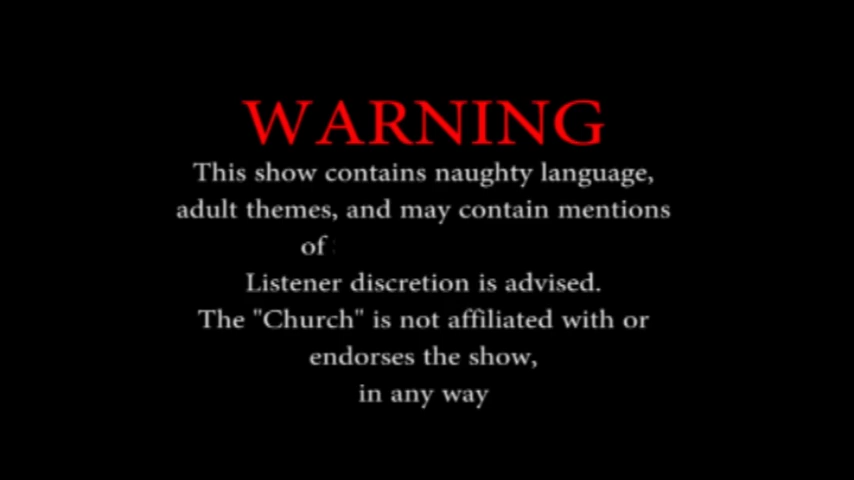 WARNING
This show contains naughty language,
adult themes, and may contain mentions
of
Listener discretion is advised.
The "Church" is not affiliated with or
endorses the show,
in any way